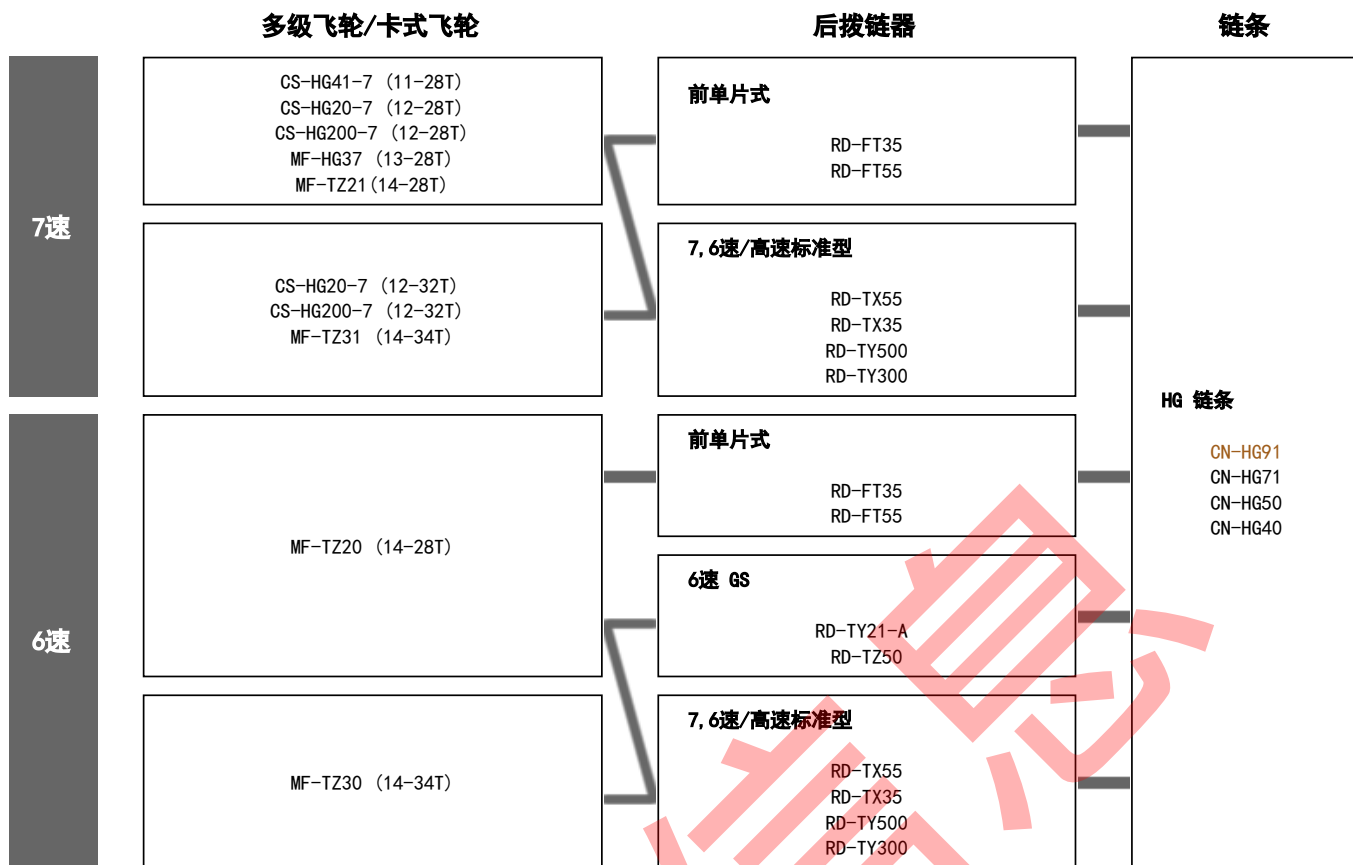 多级飞轮/卡式飞轮
后拨链器
链条
7速
CS-HG41-7 (11-28T)
CS-HG20-7 (12-28T)
CS-HG200-7 (12-28T)
MF-HG37 (13-28T)
MF-TZ21(14-28T)
前单片式
RD-FT35
RD-FT55
CS-HG20-7 (12-32T)
CS-HG200-7 (12-32T)
MF-TZ31 (14-34T)
7,6速/高速标准型
RD-TX55
RD-TX35
RD-TY500
RD-TY300
HG 链条
CN-HG91
CN-HG71
CN-HG50
CN-HG40
6速
MF-TZ20 (14-28T)
前单片式
RD-FT35
RD-FT55
6速 GS
RD-TY21-A
RD-TZ50
MF-TZ30 (14-34T)
7,6速/高速标准型
RD-TX55
RD-TX35
RD-TY500
RD-TY300
信息